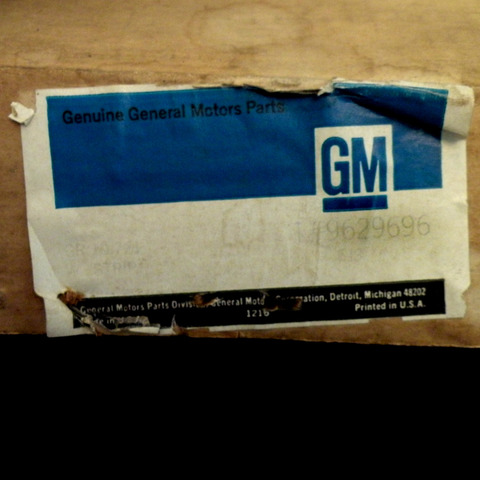 Genuine General Motors Parts
GM
9629696
General Motors Parts Division, General Motors Corporation, Detroit, Michigan 48202
1216
Printed in U.S.A.